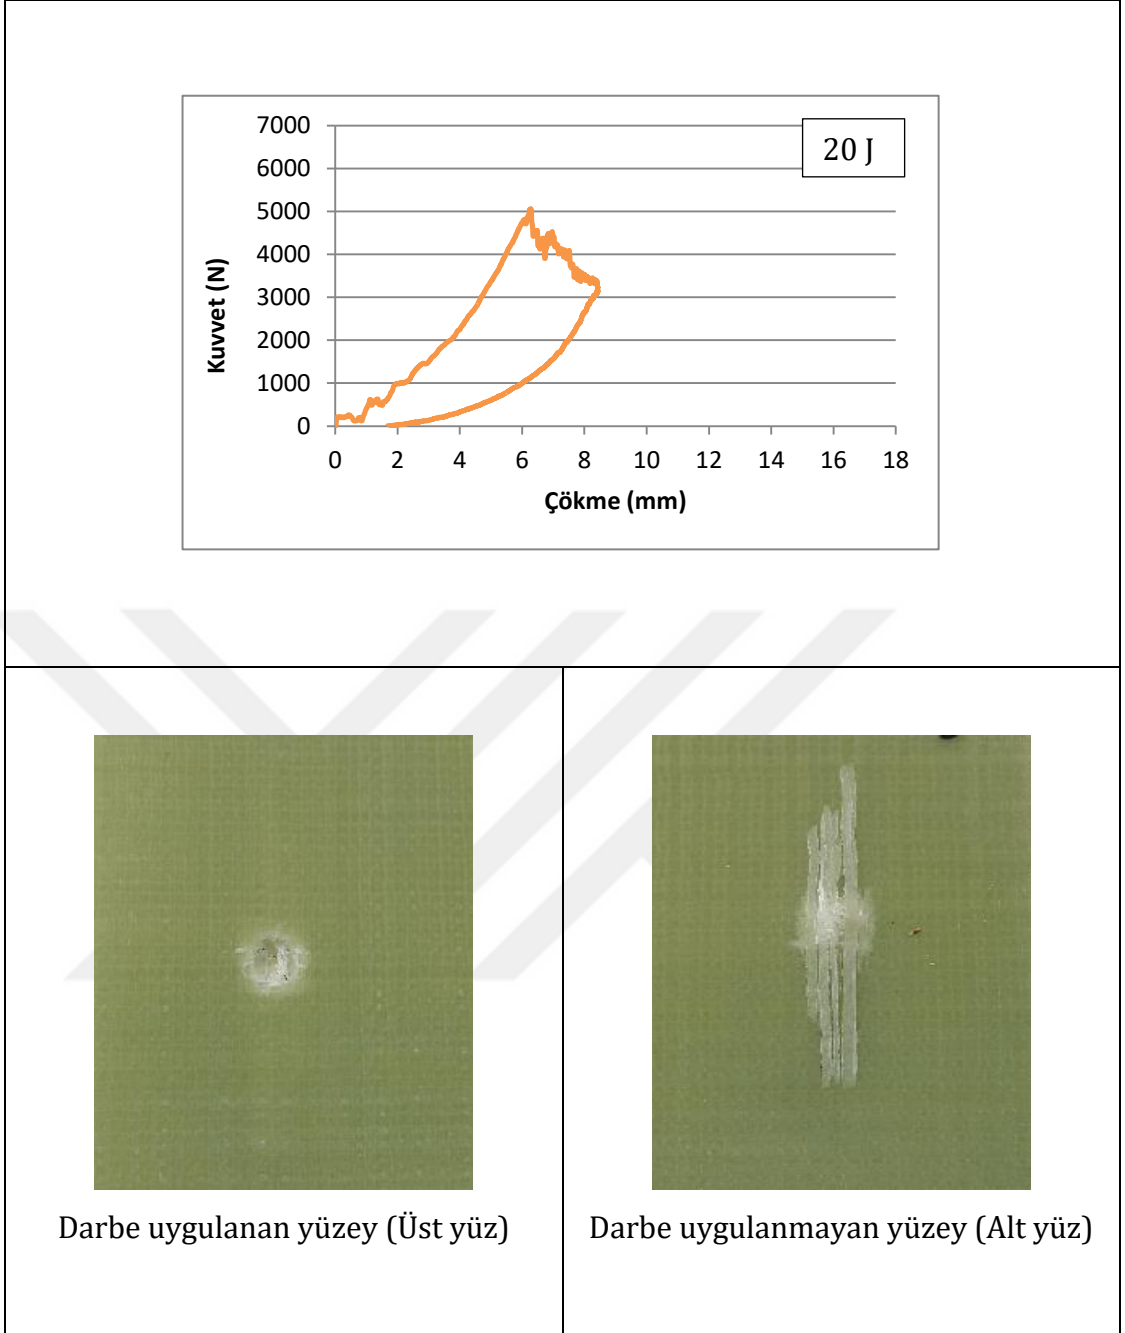 7000
6000
5000
4000
3000
2000
1000
0
20 J
Kuvvet (N)
0 2 4 6 8 10 12 14 16 18
Çökme (mm)
Darbe uygulanan yüzey (Üst yüz)
Darbe uygulanmayan yüzey (Alt yüz)